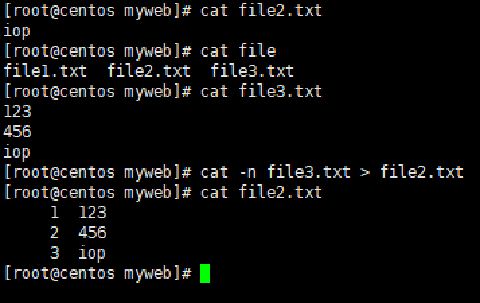 [root@centos myweb]# cat file2.txt
iop
[root@centos myweb]# cat file
file1.txt  file2.txt  file3.txt
[root@centos myweb]# cat file3.txt
123
456
iop
[root@centos myweb]# cat -n file3.txt > file2.txt
[root@centos myweb]# cat file2.txt
     1  123
     2  456
     3  iop
[root@centos myweb]#